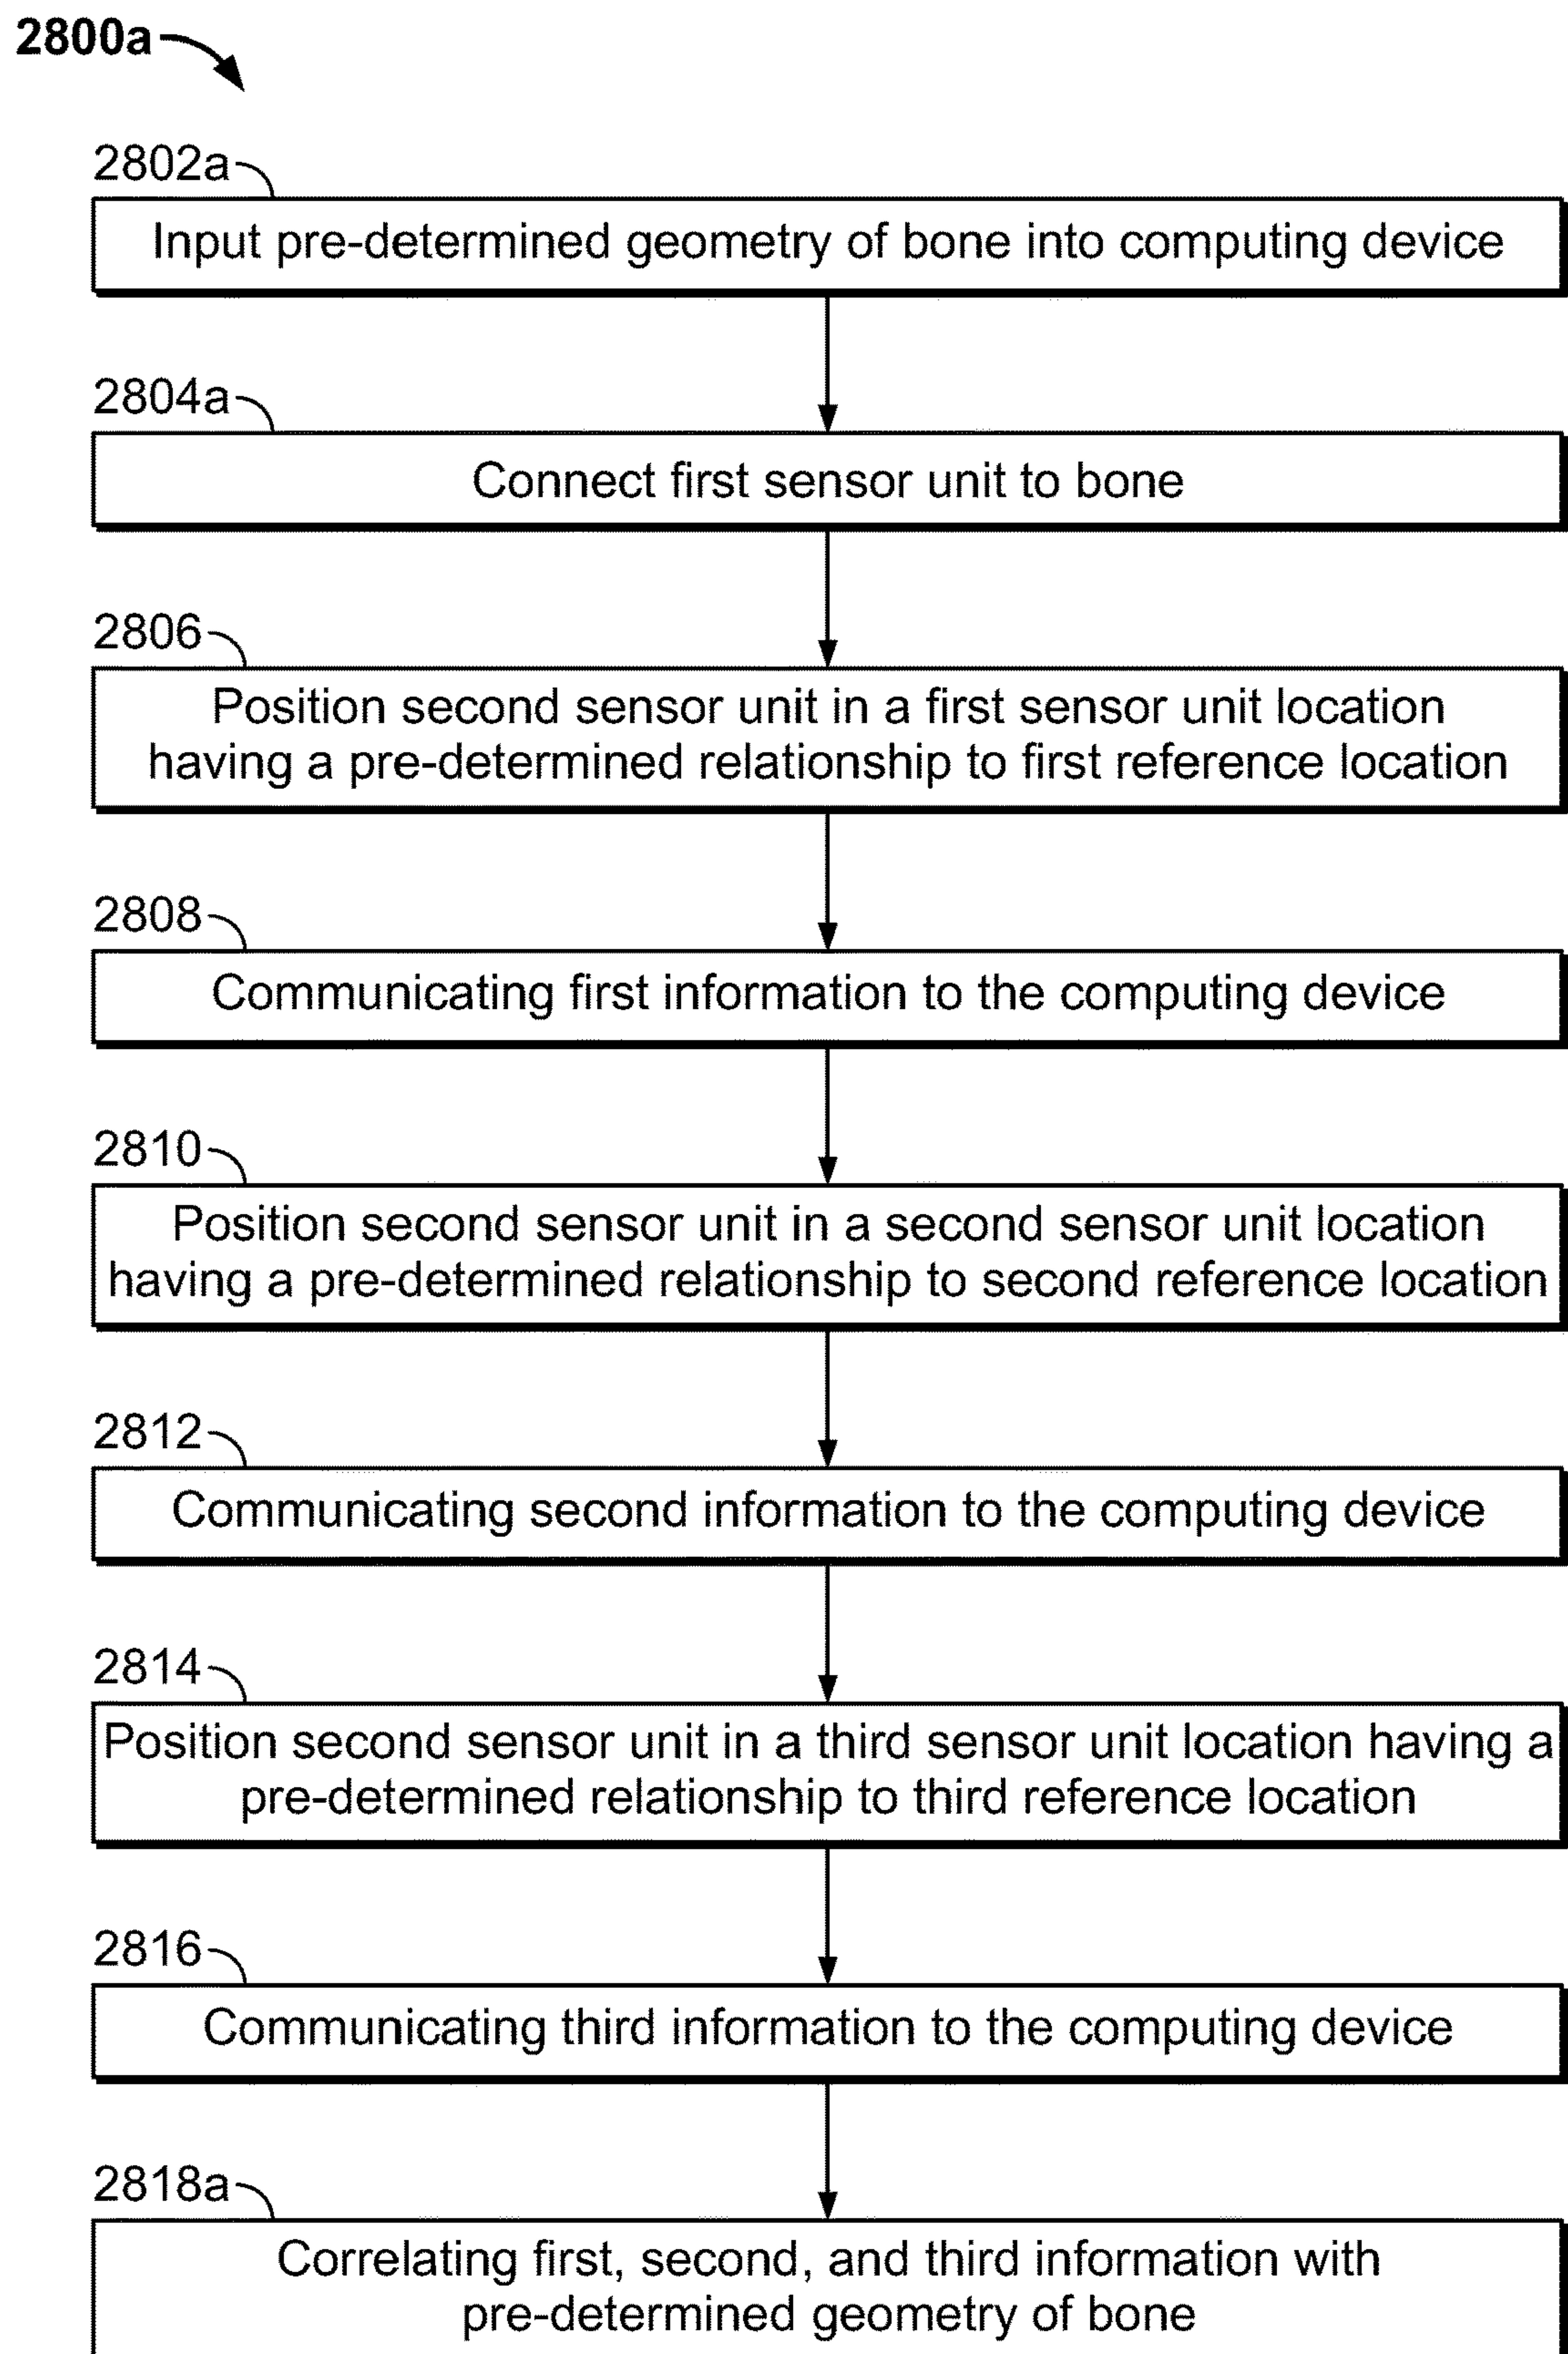 2800a
2802a
Input pre-determined geometry of bone into computing device
2804a
Connect first sensor unit to bone
2806
Position second sensor unit in a first sensor unit location
having a pre-determined relationship to first reference location
2808
Communicating first information to the computing device
2810
Position second sensor unit in a second sensor unit location
having a pre-determined relationship to second reference location
2812
Communicating second information to the computing device
2814
Position second sensor unit in a third sensor unit location having a
pre-determined relationship to third reference location
2816
Communicating third information to the computing device
2818a
Correlating first, second, and third information with
pre-determined geometry of bone